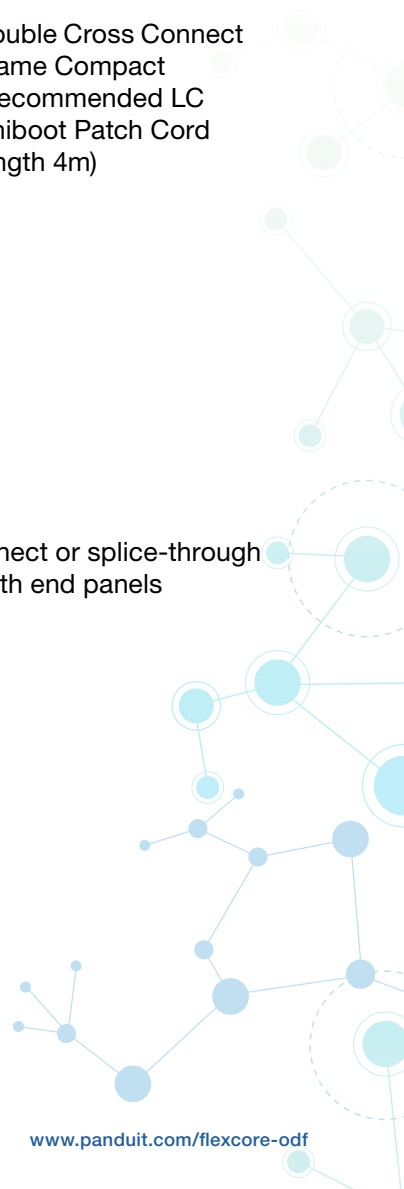 ouble Cross Connect
ame Compact
ecommended LC
niboot Patch Cord
ngth 4m)
nect or splice-through
th end panels
www.panduit.com/flexcore-odf